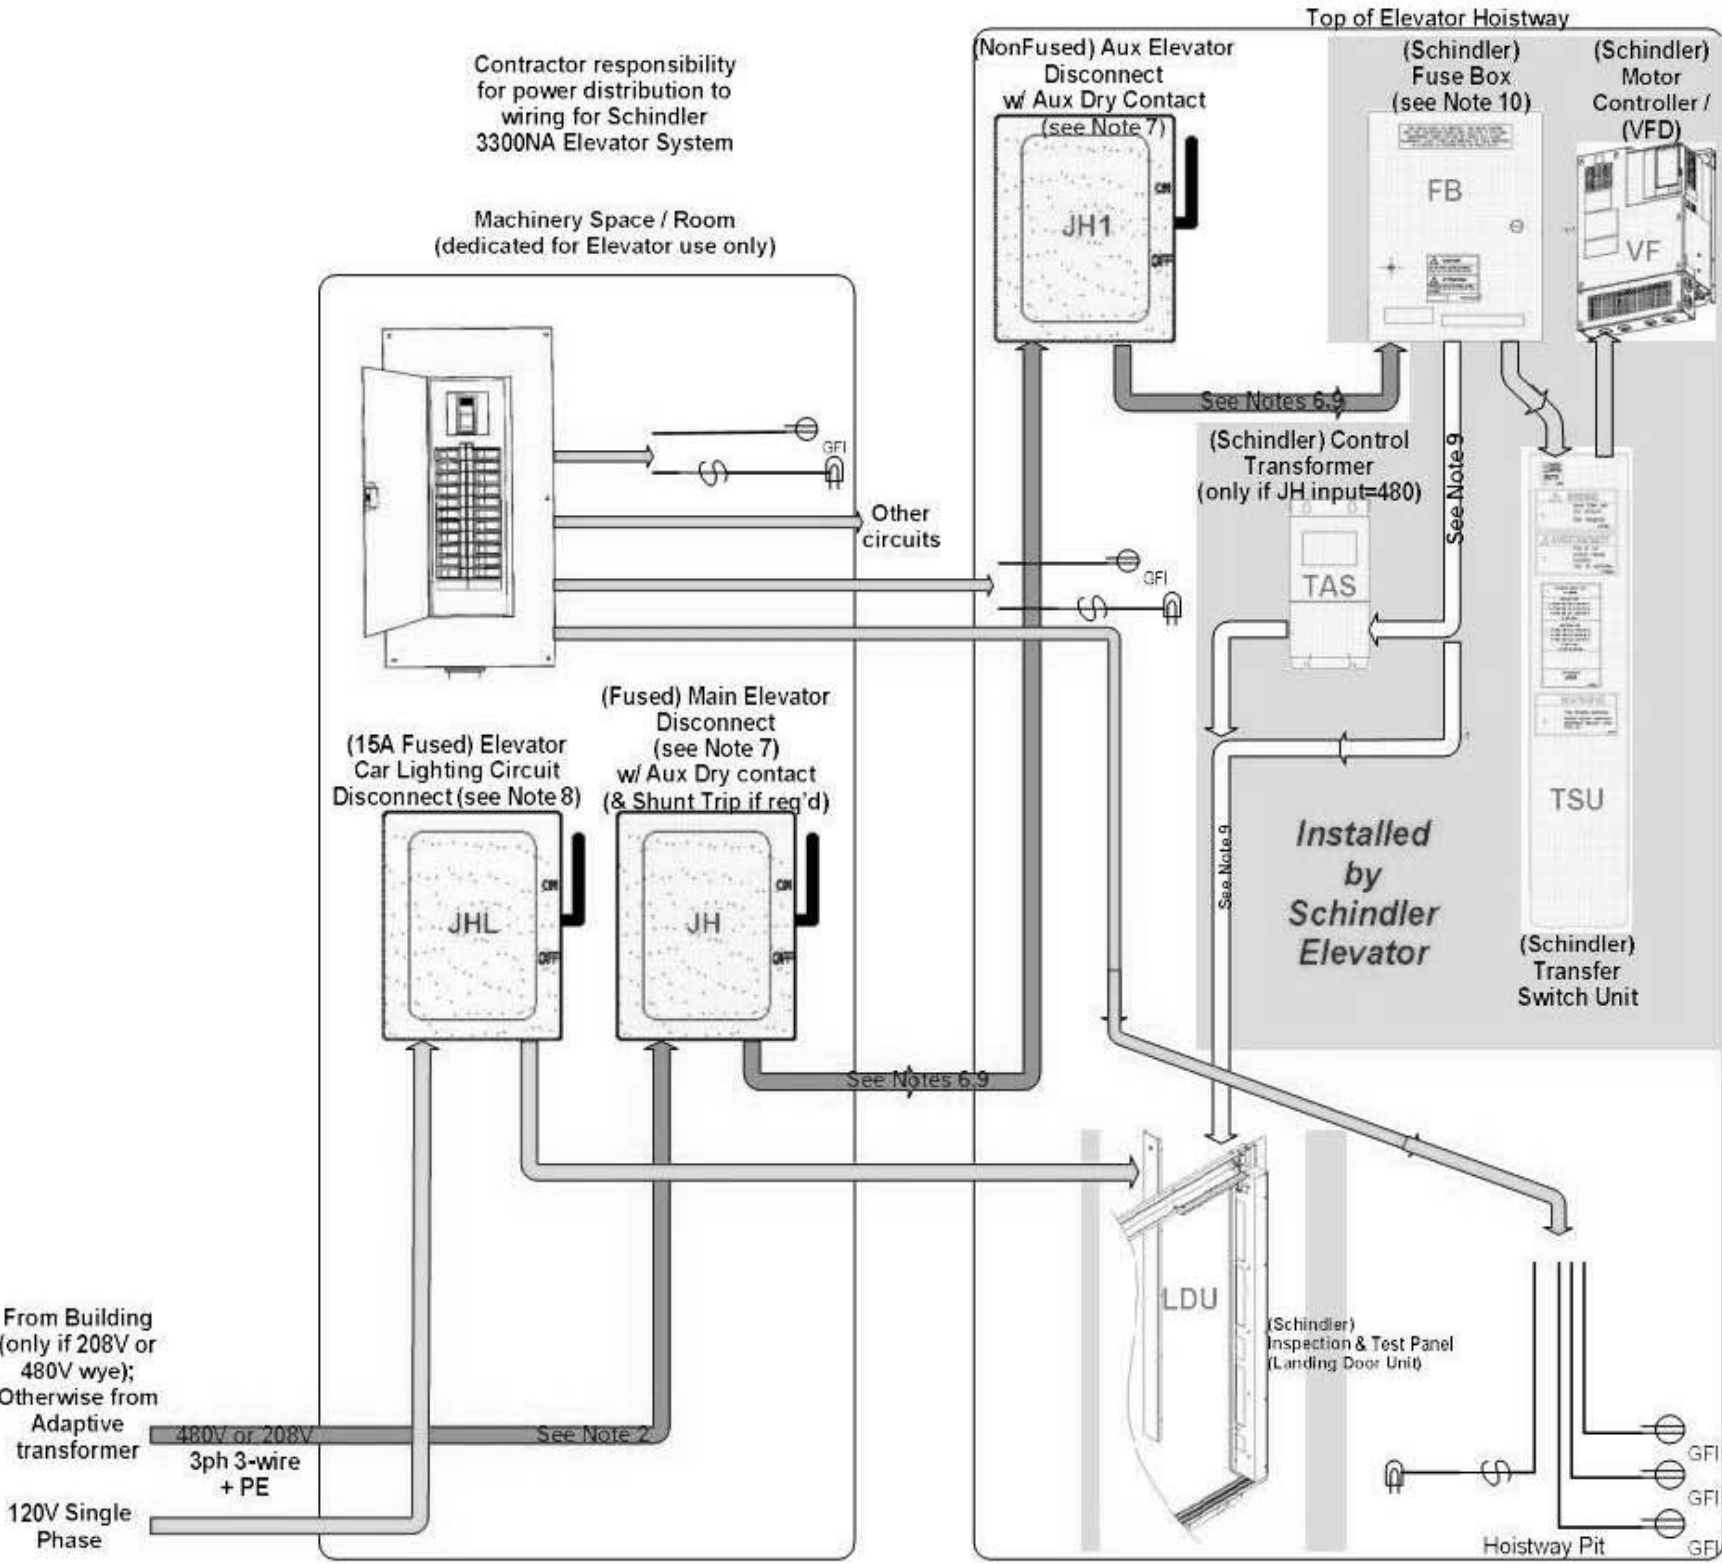 Top of Elevator Hoistway
Contractor responsibility
for power distribution to
wiring for Schindler
3300NA Elevator System
Machinery Space / Room
(dedicated for Elevator use only)
(NonFused) Aux Elevator
Disconnect
w/ Aux Dry Contact
(see Note 7)
ON
JH1
OFF
(Schindler)
Fuse Box
(see Note 10)
FB
(Schindler)
Motor
Controller /
(VFD)
VF
See Notes 6.9
GFI
Other
circuits
GFI
(Schindler) Control
Transformer
(only if JH input=480)
TAS
See Note 9
(15A Fused) Elevator
Car Lighting Circuit
Disconnect (see Note 8)
ON
JHL
OFF
(Fused) Main Elevator
Disconnect
(see Note 7)
w/ Aux Dry contact
(& Shunt Trip if req'd)
ON
JH
OFF
See Notes 6.9
See Note 9
Installed
by
Schindler
Elevator
TSU
(Schindler)
Transfer
Switch Unit
LDU
(Schindler)
Inspection & Test Panel
(Landing Door Unit)
From Building
(only if 208V or
480V wye);
Otherwise from
Adaptive
transformer
480V or 208V
3ph 3-wire
+ PE
See Note 2
120V Single
Phase
GFI
GFI
GFI
Hoistway Pit